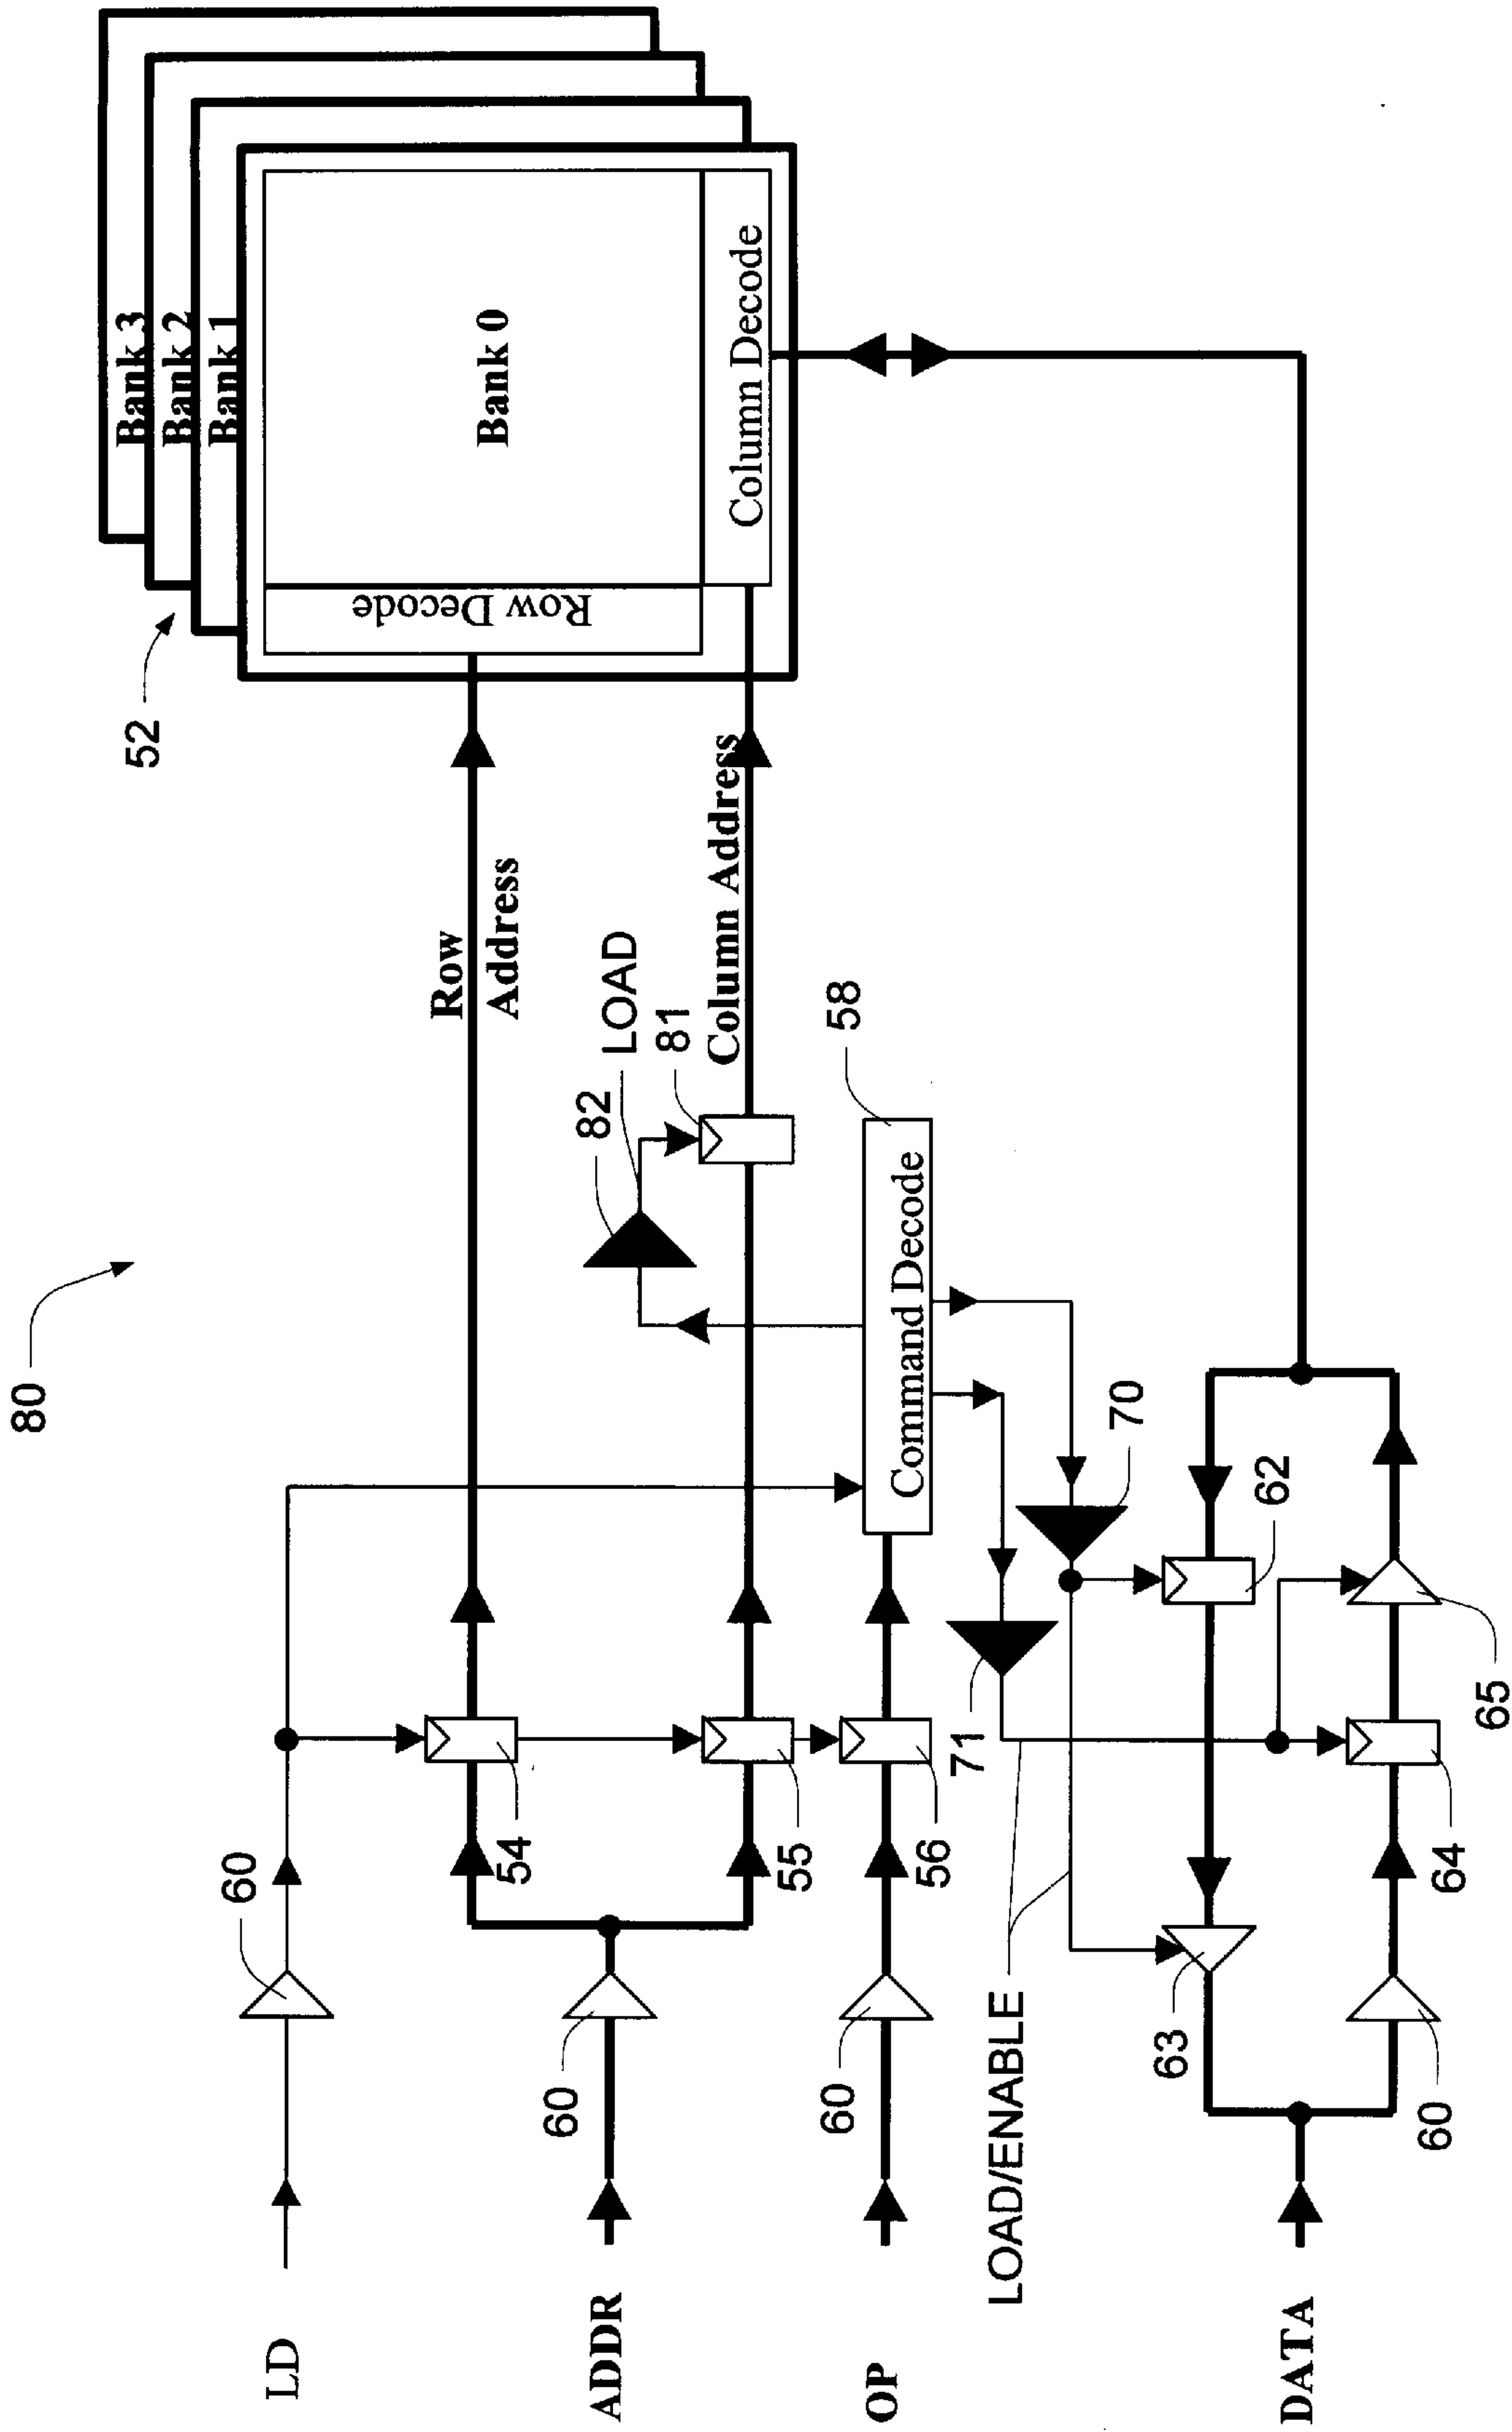 80
52
Bank 3
Bank 2
Bank 1
Bank 0
Row Decode
Column Decode
Row
Address
82
LOAD
81
Column Address
58
Command Decode
LD
60
54
ADDR
60
55
OP
60
56
71
70
LOAD/ENABLE
63
62
DATA
60
64
65